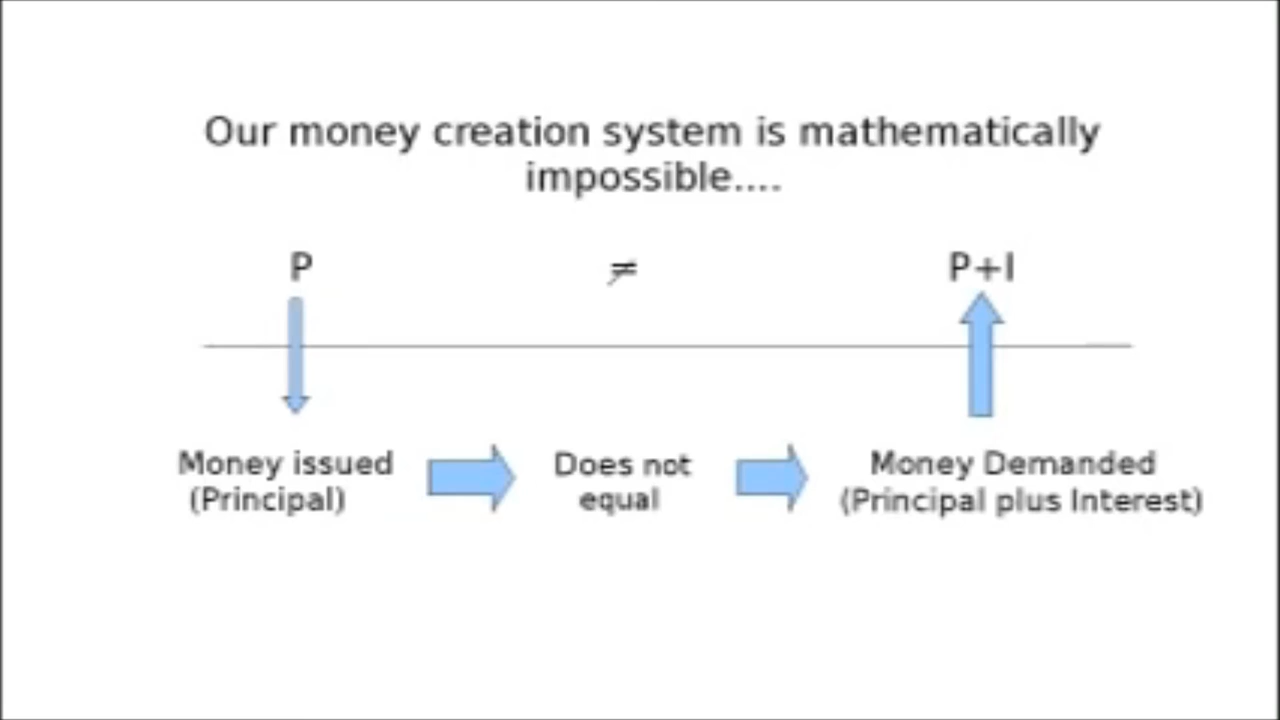 Our money creation system is mathematically
impossible....
P ≠ P+I
Money issued
(Principal)
Does not
equal
Money Demanded
(Principal plus Interest)